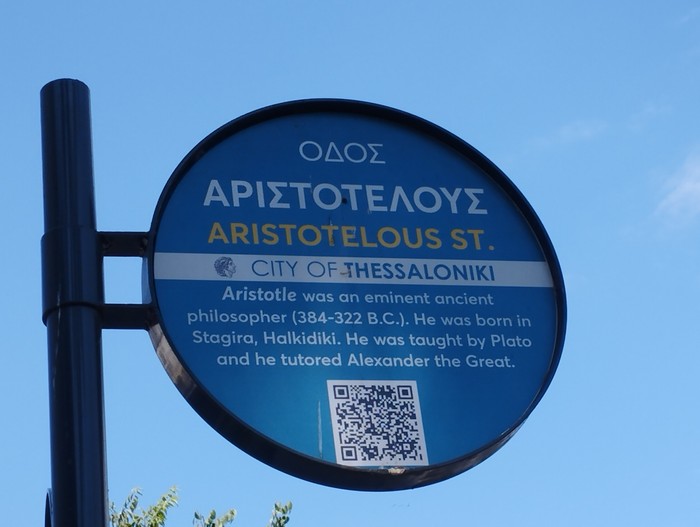 ΟΔΟΣ
ΑΡΙΣΤΟΤΕΛΟΥΣ
ARISTOTELOUS ST.
CITY OF THESSALONIKI
Aristotle was an eminent ancient
philosopher (384-322 B.C.). He was born in
Stagira, Halkidiki. He was taught by Plato
and he tutored Alexander the Great.